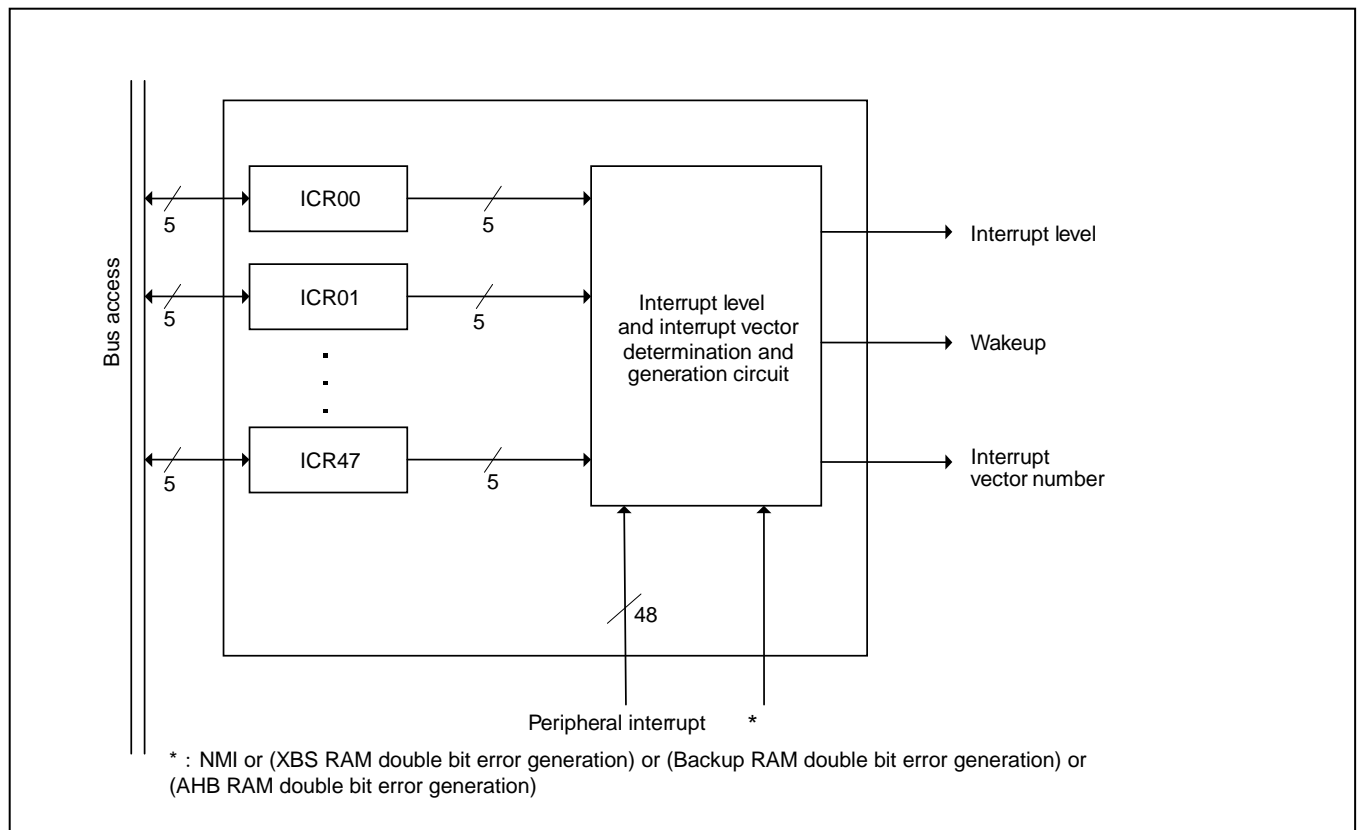 Bus access
5
ICR00
5
5
ICR01
5
5
ICR47
5
Interrupt level
and interrupt vector
determination and
generation circuit
Interrupt level
Wakeup
Interrupt
vector number
48
Peripheral interrupt *
* : NMI or (XBS RAM double bit error generation) or (Backup RAM double bit error generation) or
(AHB RAM double bit error generation)